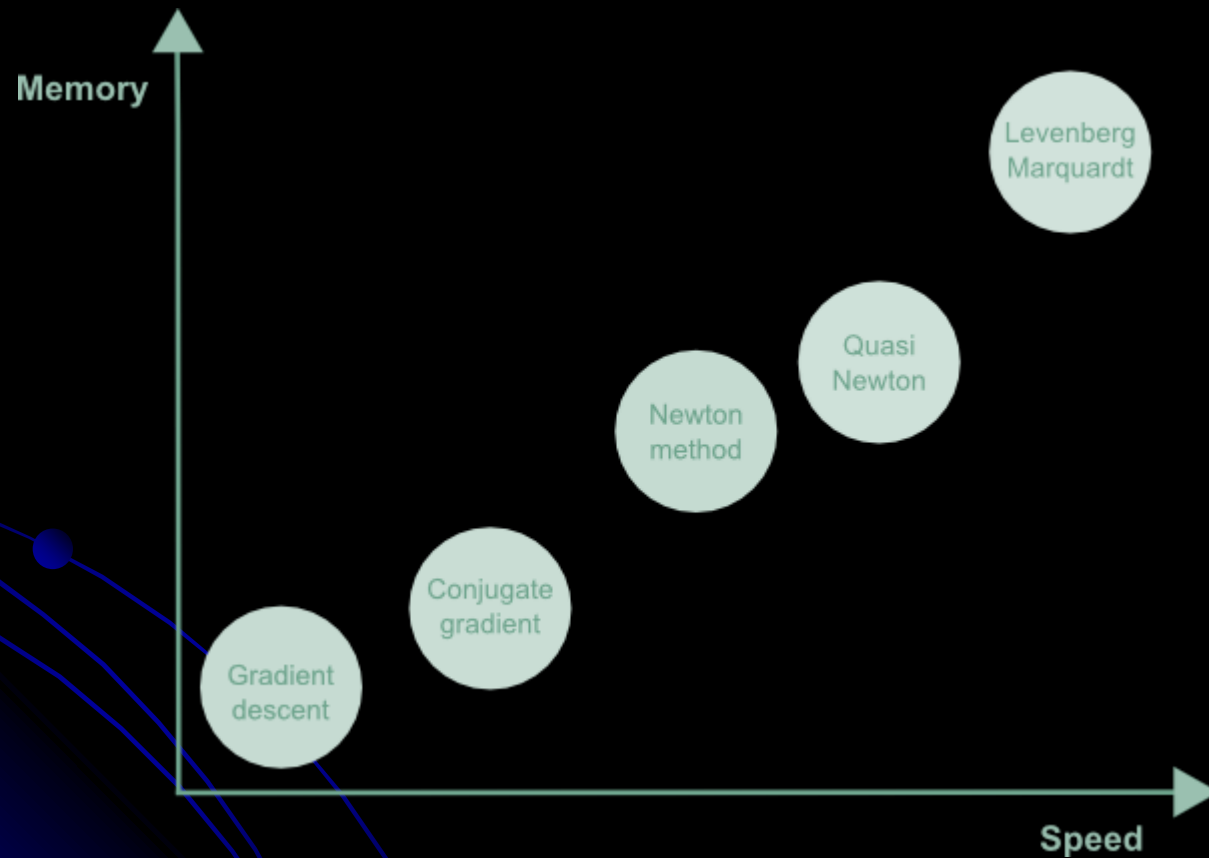 Memory
Levenberg
Marquardt
Quasi
Newton
Newton
method
Conjugate
gradient
Gradient
descent
Speed